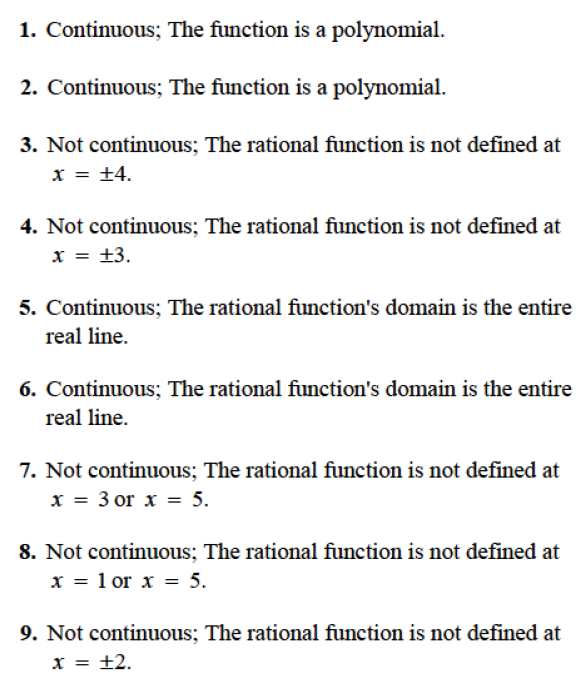 1. Continuous; The function is a polynomial.
2. Continuous; The function is a polynomial.
3. Not continuous; The rational function is not defined at
x = ±4.
4. Not continuous; The rational function is not defined at
x = ±3.
5. Continuous; The rational function's domain is the entire
real line.
6. Continuous; The rational function's domain is the entire
real line.
7. Not continuous; The rational function is not defined at
x = 3 or x = 5.
8. Not continuous; The rational function is not defined at
x = 1 or x = 5.
9. Not continuous; The rational function is not defined at
x = ±2.